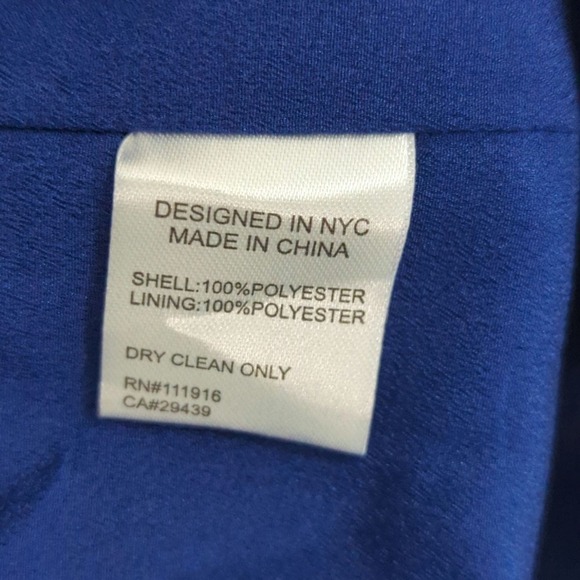 DESIGNED IN NYC
MADE IN CHINA
SHELL:100%POLYESTER
LINING:100%POLYESTER
DRY CLEAN ONLY
RN#111916
CA#29439